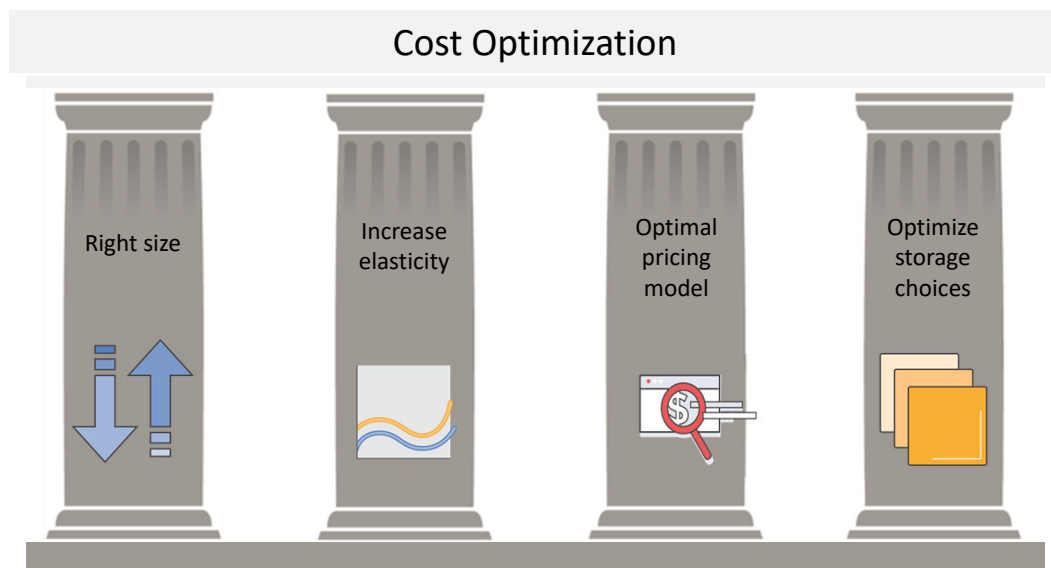 Cost Optimization
Right size
Increase
elasticity
Optimal
pricing
model
$
Optimize
storage
choices